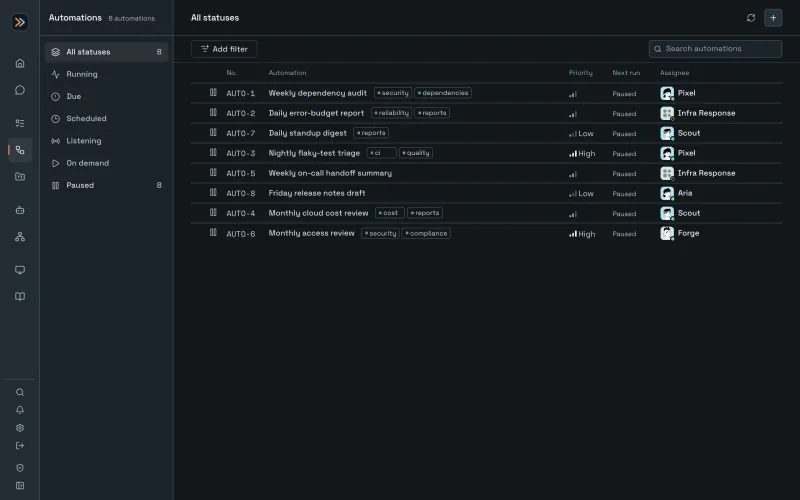 Automations 8 automations
All statuses 8
Running
Due
Scheduled
Listening
On demand
Paused 8
All statuses
Add filter
Search automations
No. Automation Priority Next run Assignee
AUTO-1 Weekly dependency audit security dependencies Paused Pixel
AUTO-2 Daily error-budget report reliability reports Paused Infra Response
AUTO-7 Daily standup digest reports Low Paused Scout
AUTO-3 Nightly flaky-test triage ci quality High Paused Pixel
AUTO-5 Weekly on-call handoff summary Paused Infra Response
AUTO-8 Friday release notes draft Low Paused Aria
AUTO-4 Monthly cloud cost review cost reports Paused Scout
AUTO-6 Monthly access review security compliance High Paused Forge